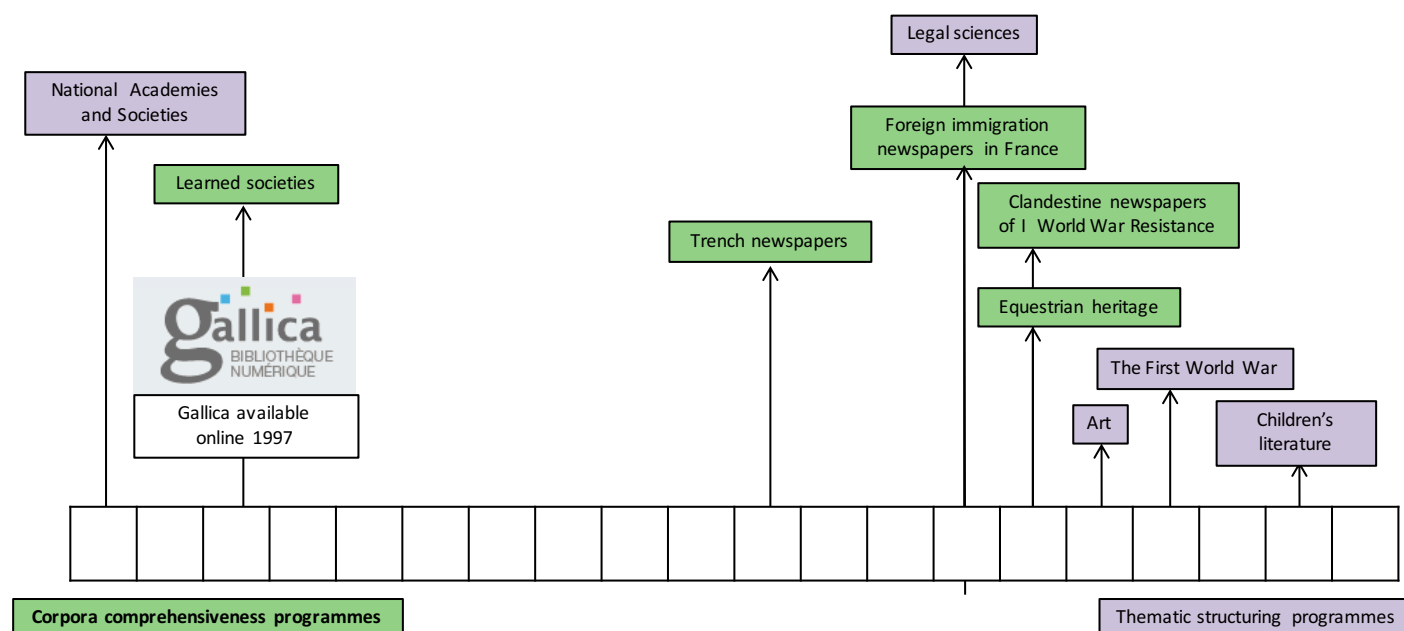 Legal sciences
National Academies
and Societies
Foreign immigration
newspapers in France
Learned societies
Clandestine newspapers
of I World War Resistance
Trench newspapers
gallica
BIBLIOTHÈQUE
NUMÉRIQUE
Equestrian heritage
The First World War
Gallica available
online 1997
Art
Children's
literature
Corpora comprehensiveness programmes
Thematic structuring programmes